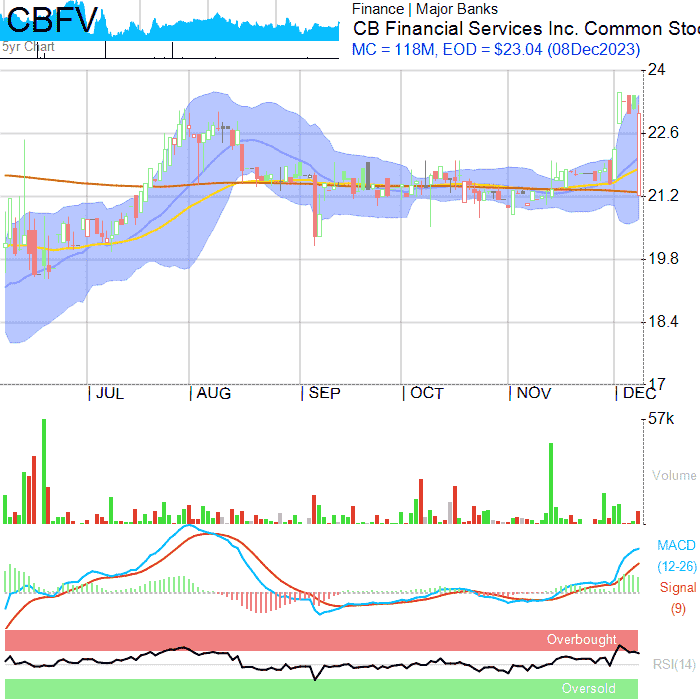 CBFV
5yr Chart
Finance | Major Banks
CB Financial Services Inc. Common Stoc
MC = 118M, EOD = $23.04 (08Dec2023)
24
22.6
21.2
19.8
18.4
17
JUL
AUG
SEP
OCT
NOV
DEC
57k
Volume
MACD
(12-26)
Signal
(9)
Overbought
RSI(14)
Oversold